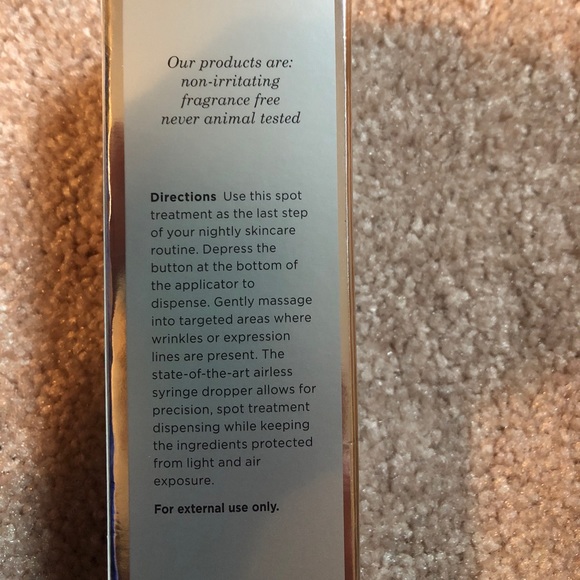 Our products are:
non-irritating
fragrance free
never animal tested
Directions Use this spot
treatment as the last step
of your nightly skincare
routine. Depress the
button at the bottom of
the applicator to
dispense. Gently massage
into targeted areas where
wrinkles or expression
lines are present. The
state-of-the-art airless
syringe dropper allows for
precision, spot treatment
dispensing while keeping
the ingredients protected
from light and air
exposure.
For external use only.